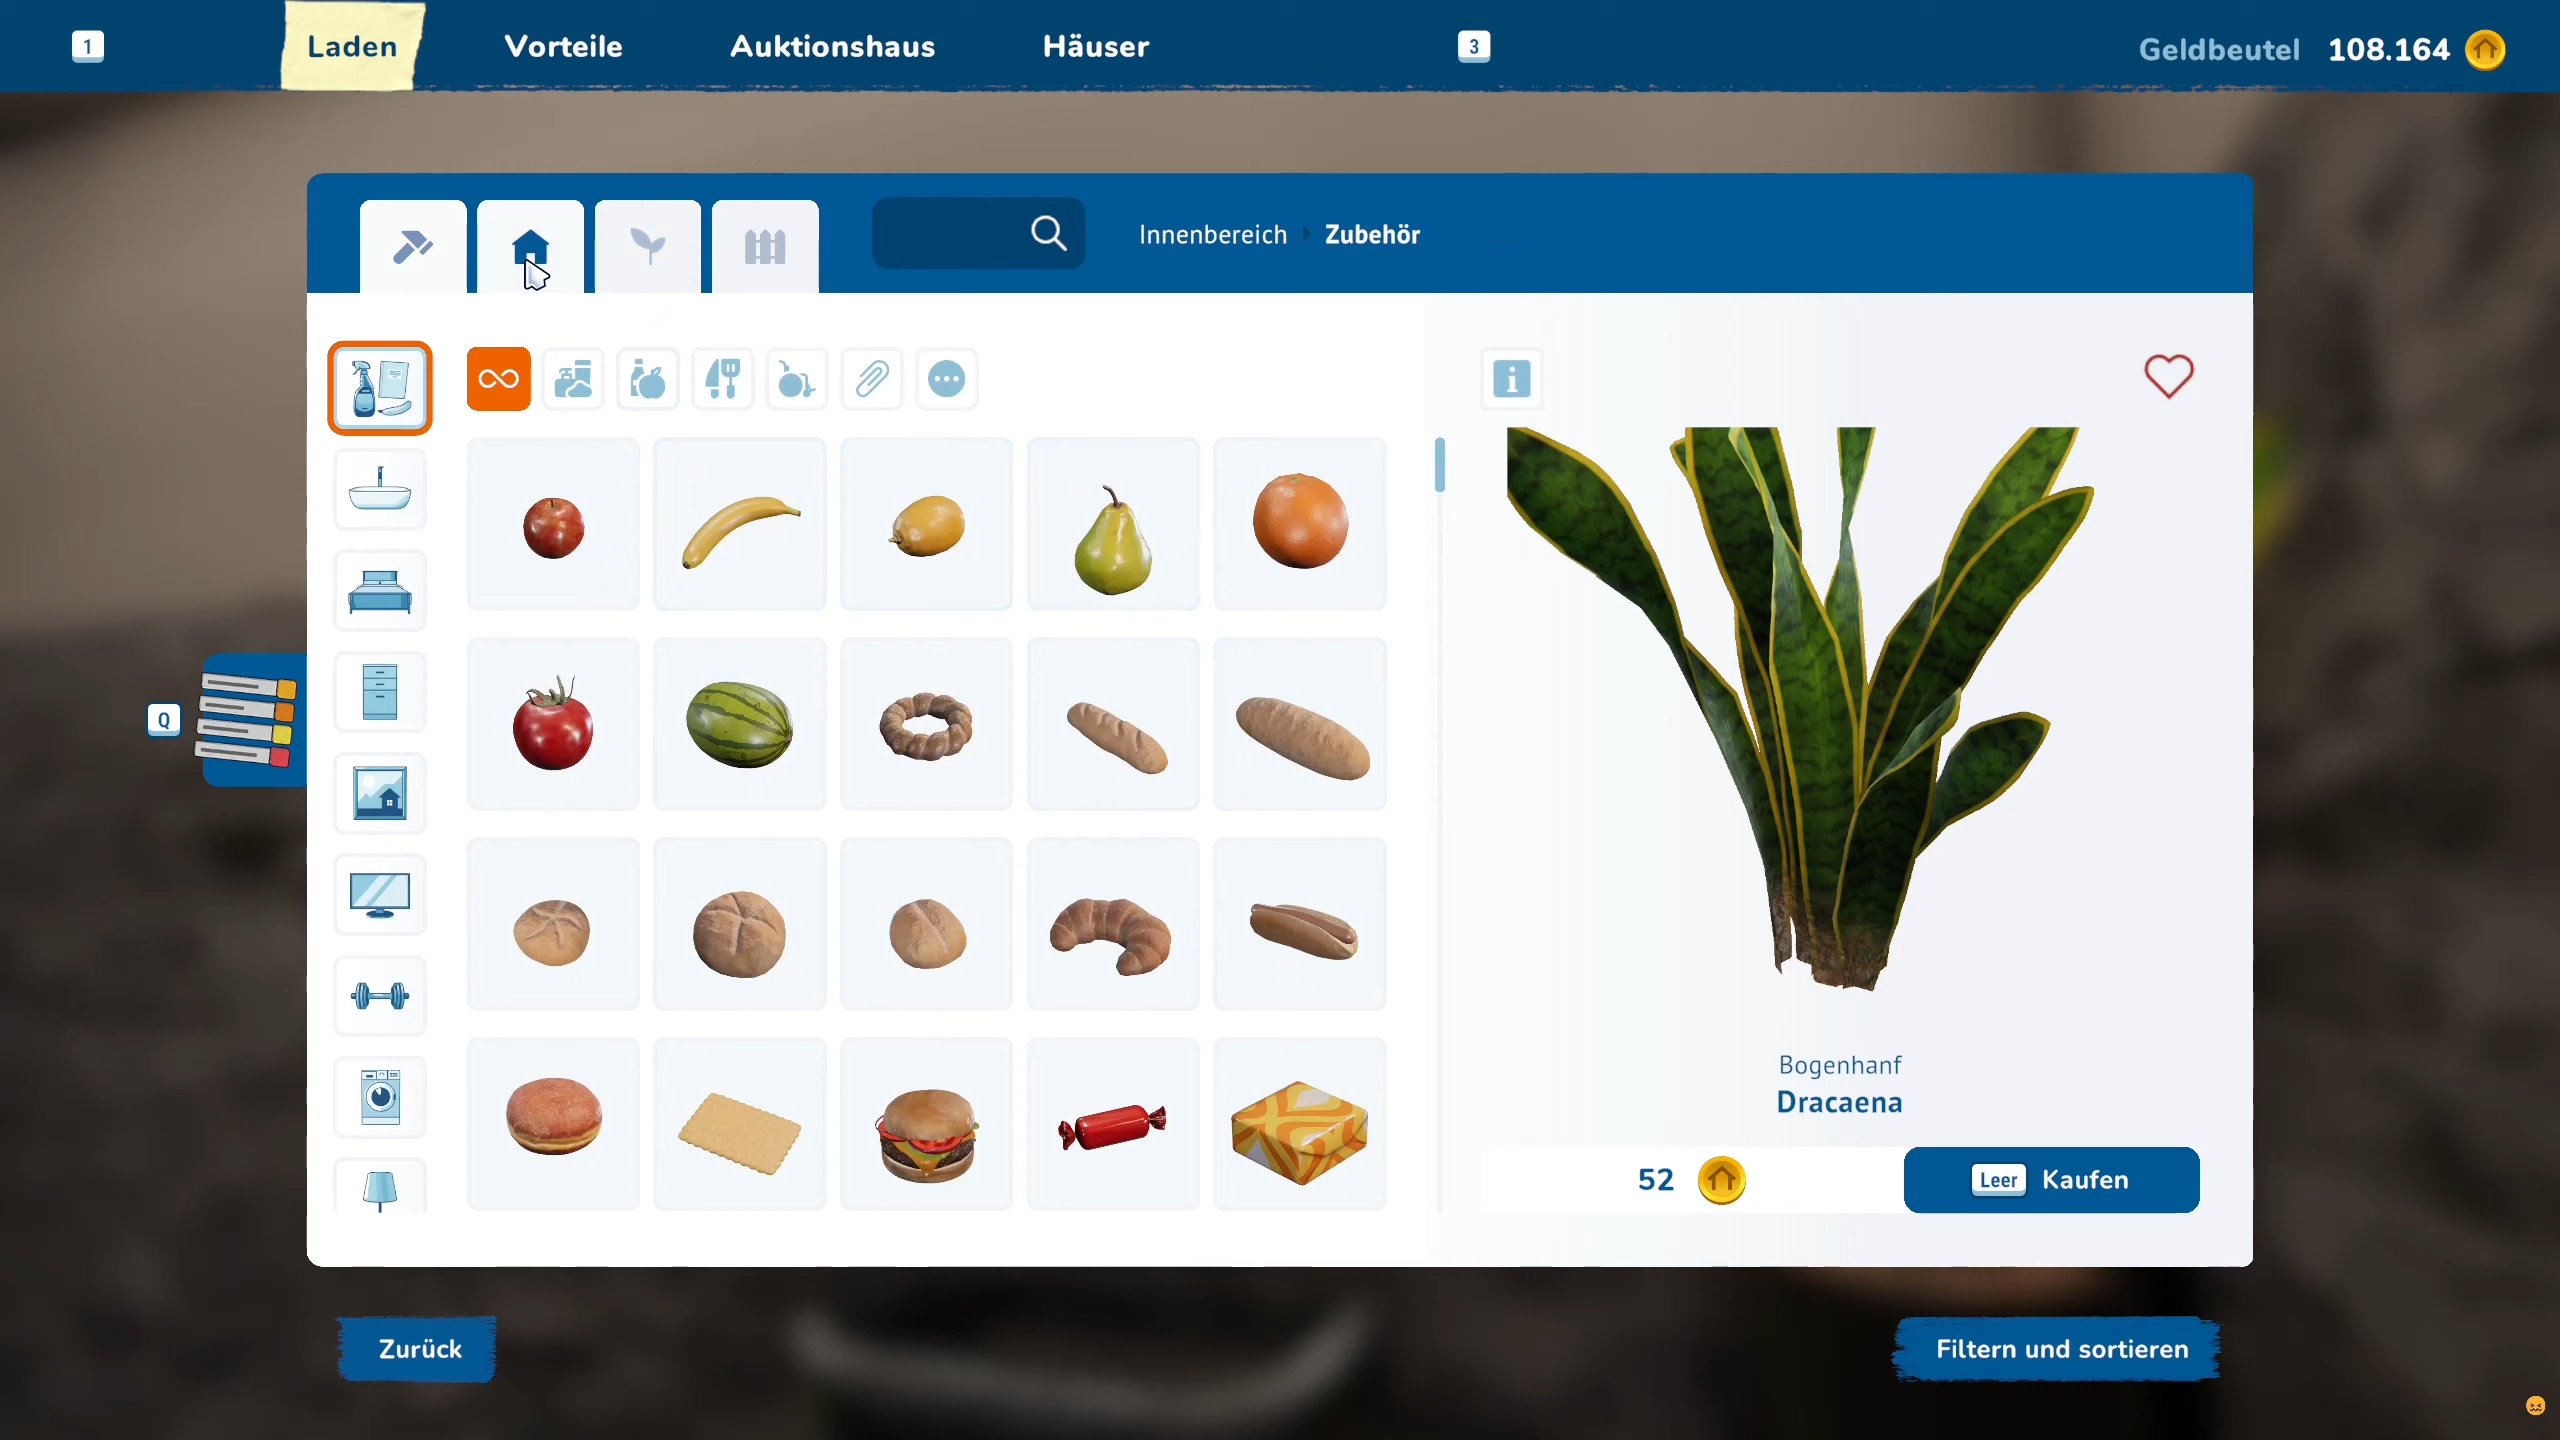 1
Laden
Vorteile
Auktionshaus
Häuser
3
Geldbeutel 108.164
Innenbereich Zubehör
Q
Bogenhanf
Dracaena
52
Leer Kaufen
Zurück
Filtern und sortieren